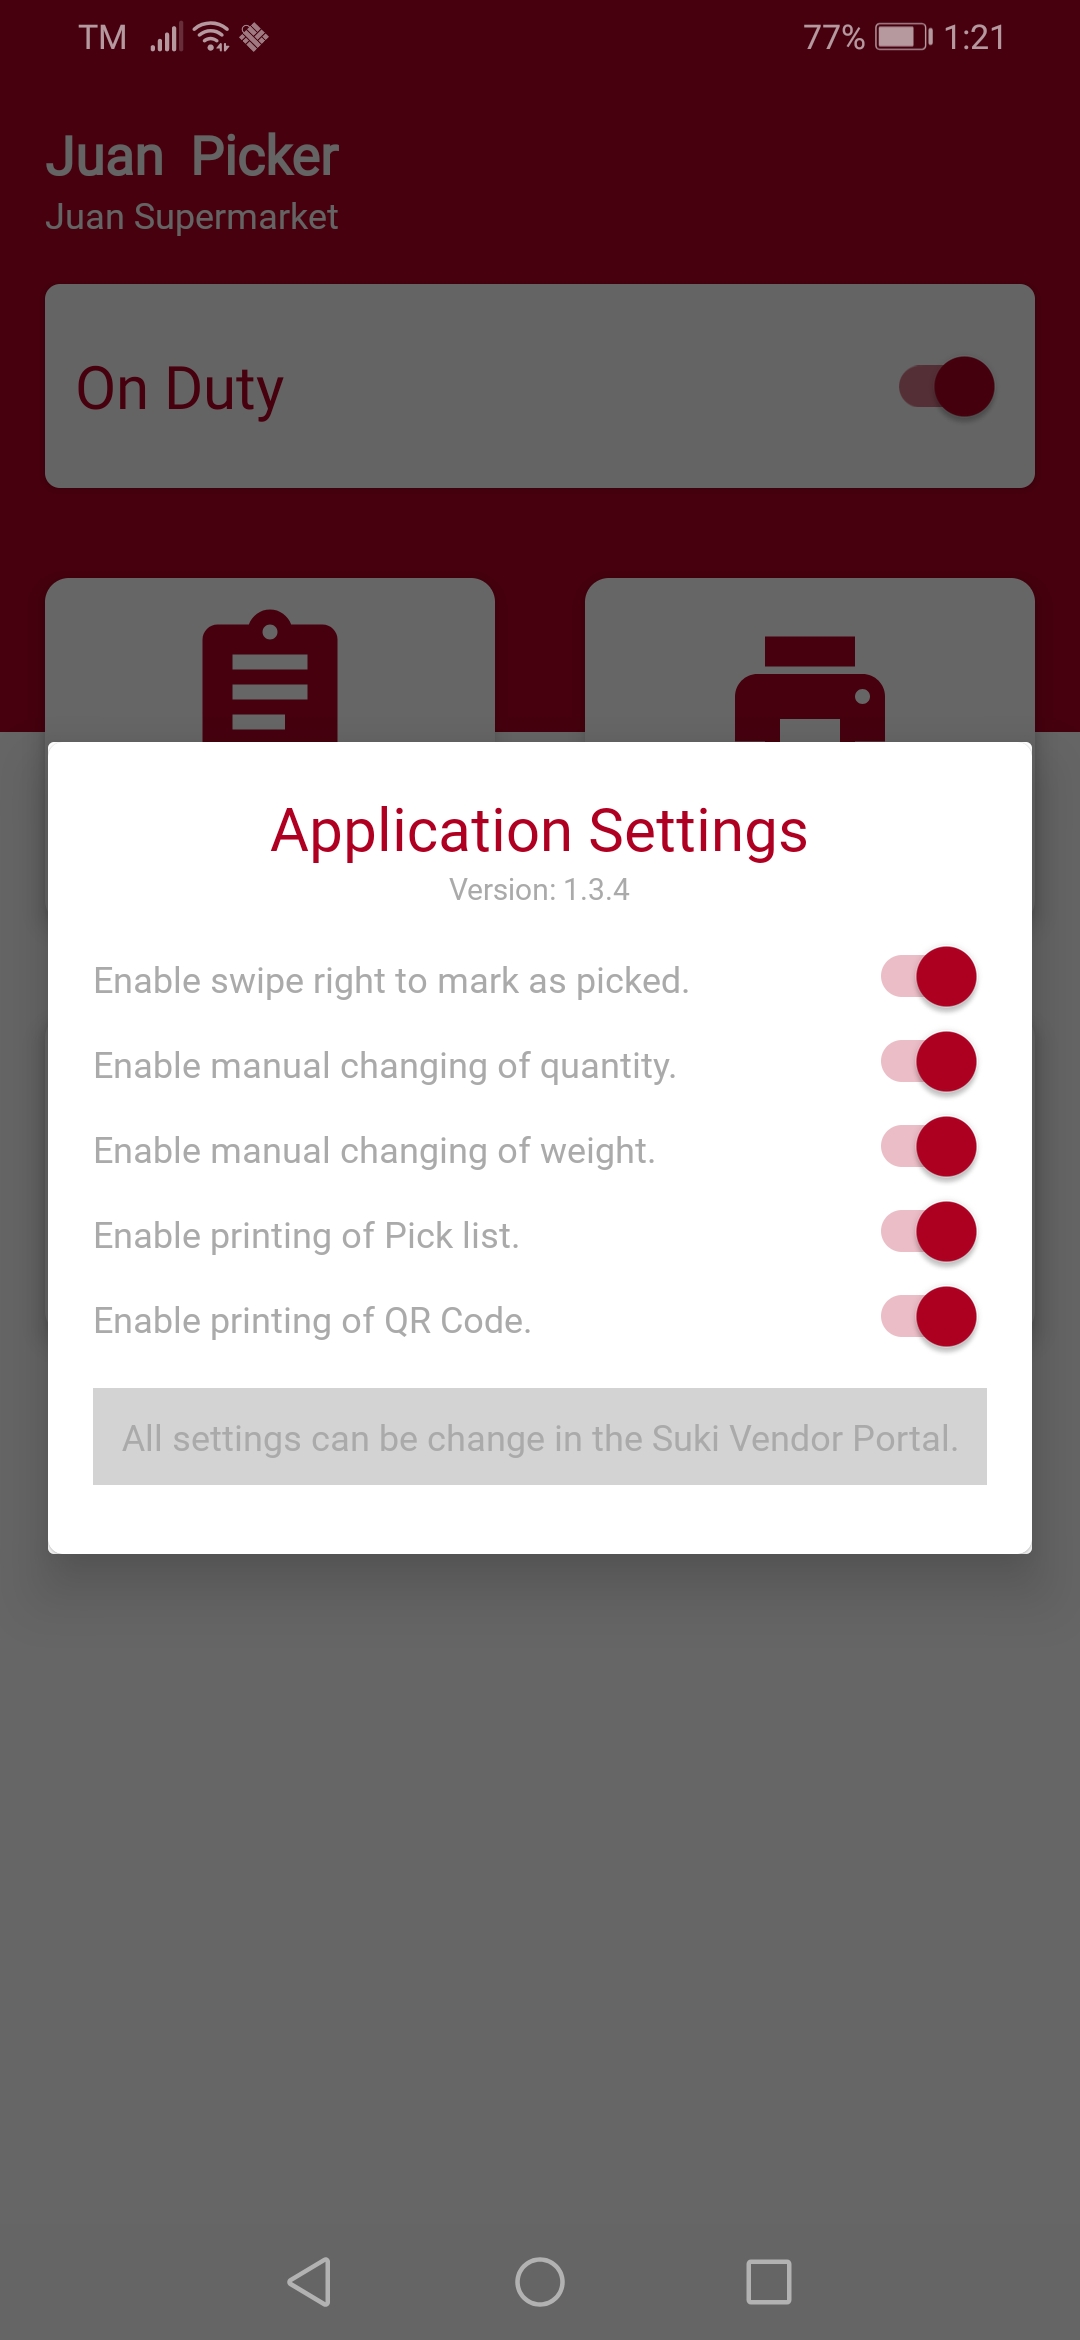 TM 77% 1:21
Juan Picker
Juan Supermarket
On Duty
Application Settings
Version: 1.3.4
Enable swipe right to mark as picked.
Enable manual changing of quantity.
Enable manual changing of weight.
Enable printing of Pick list.
Enable printing of QR Code.
All settings can be change in the Suki Vendor Portal.